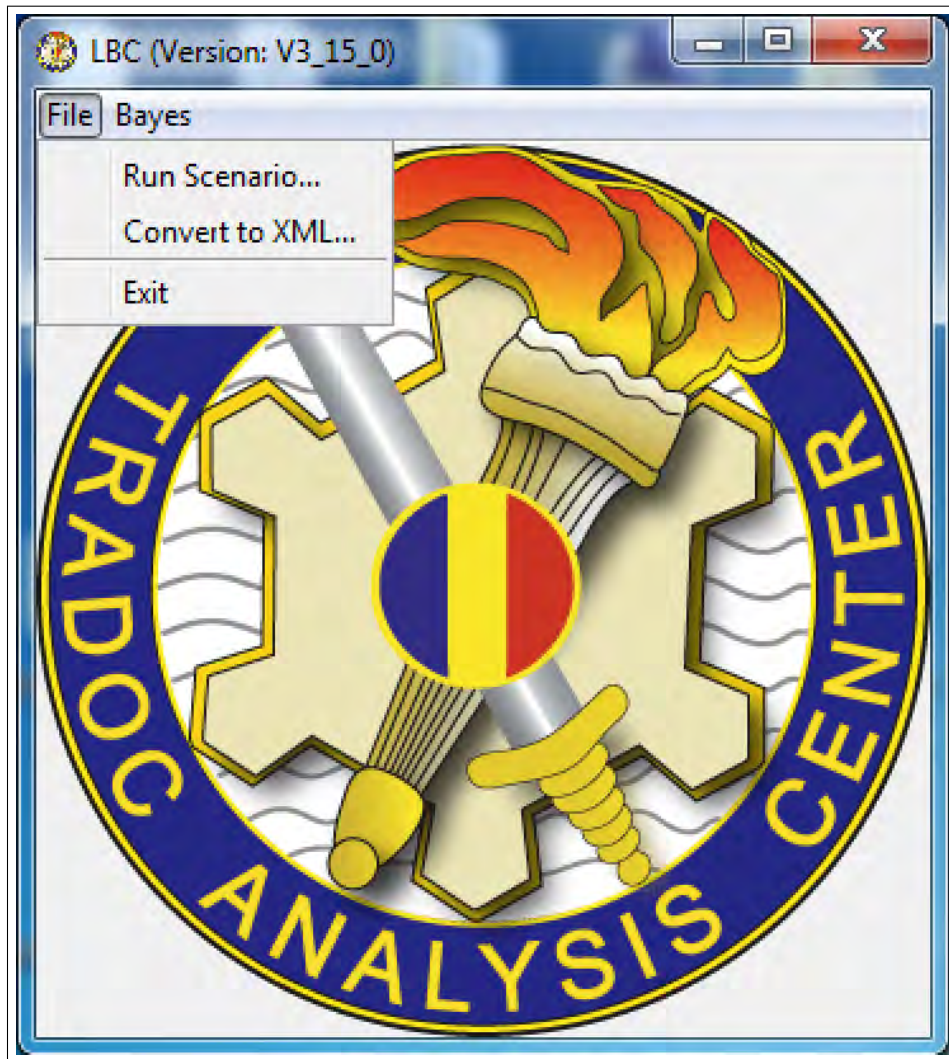 LBC (Version: V3_15_0)
File Bayes
Run Scenario...
Convert to XML...
Exit
TRADOC ANALYSIS CENTER